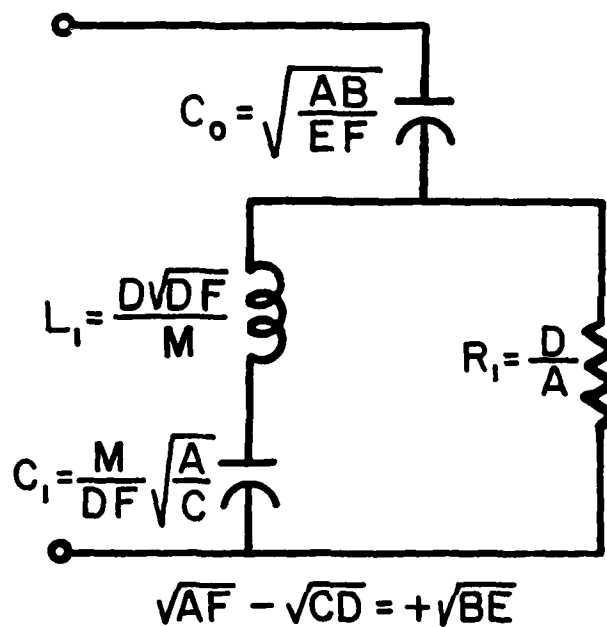 C₀ = √(AB/EF)
L₁ = D√(DF)/M
R₁ = D/A
C₁ = M/DF √(A/C)
√AF - √CD = +√BE